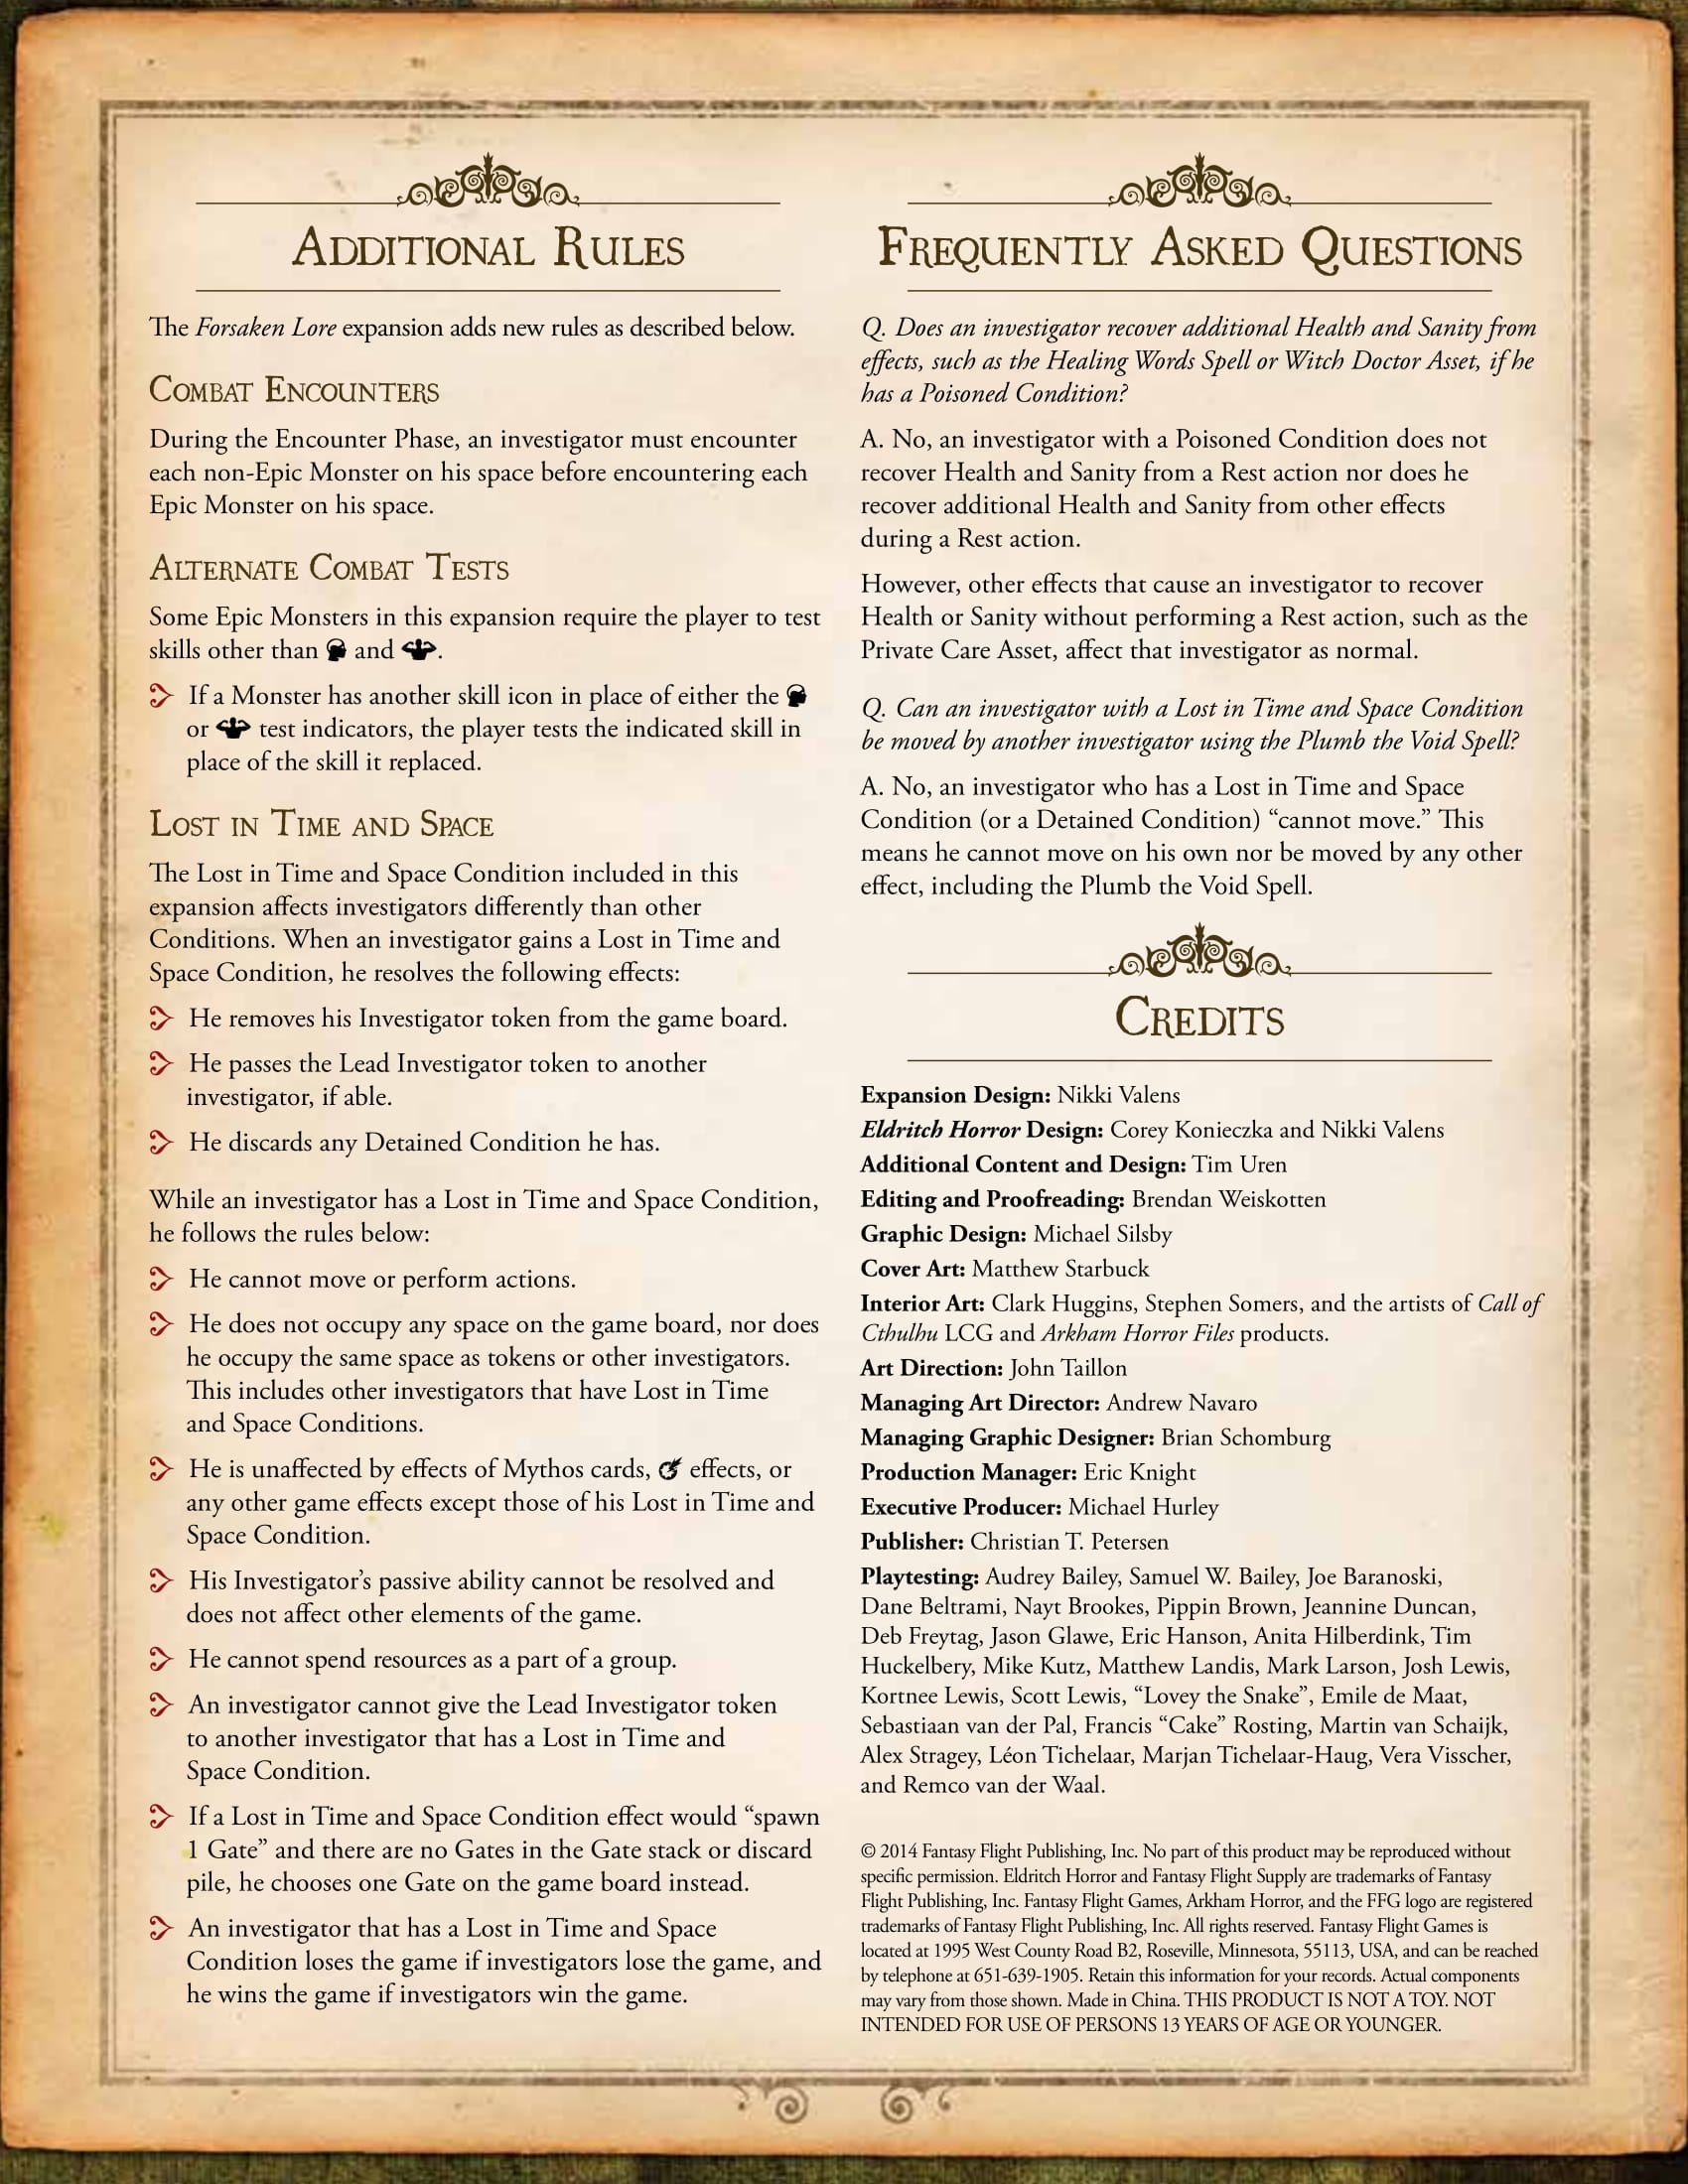 Additional Rules
The Forsaken Lore expansion adds new rules as described below.
Combat Encounters
During the Encounter Phase, an investigator must encounter
each non-Epic Monster on his space before encountering each
Epic Monster on his space.
Alternate Combat Tests
Some Epic Monsters in this expansion require the player to test
skills other than and .
If a Monster has another skill icon in place of either the
or test indicators, the player tests the indicated skill in
place of the skill it replaced.
Lost in Time and Space
The Lost in Time and Space Condition included in this
expansion affects investigators differently than other
Conditions. When an investigator gains a Lost in Time and
Space Condition, he resolves the following effects:
He removes his Investigator token from the game board.
He passes the Lead Investigator token to another
investigator, if able.
He discards any Detained Condition he has.
While an investigator has a Lost in Time and Space Condition,
he follows the rules below:
He cannot move or perform actions.
He does not occupy any space on the game board, nor does
he occupy the same space as tokens or other investigators.
This includes other investigators that have Lost in Time
and Space Conditions.
He is unaffected by effects of Mythos cards, effects, or
any other game effects except those of his Lost in Time and
Space Condition.
His Investigator’s passive ability cannot be resolved and
does not affect other elements of the game.
He cannot spend resources as a part of a group.
An investigator cannot give the Lead Investigator token
to another investigator that has a Lost in Time and
Space Condition.
If a Lost in Time and Space Condition effect would “spawn
1 Gate” and there are no Gates in the Gate stack or discard
pile, he chooses one Gate on the game board instead.
An investigator that has a Lost in Time and Space
Condition loses the game if investigators lose the game, and
he wins the game if investigators win the game.
Frequently Asked Questions
Q. Does an investigator recover additional Health and Sanity from
effects, such as the Healing Words Spell or Witch Doctor Asset, if he
has a Poisoned Condition?
A. No, an investigator with a Poisoned Condition does not
recover Health and Sanity from a Rest action nor does he
recover additional Health and Sanity from other effects
during a Rest action.
However, other effects that cause an investigator to recover
Health or Sanity without performing a Rest action, such as the
Private Care Asset, affect that investigator as normal.
Q. Can an investigator with a Lost in Time and Space Condition
be moved by another investigator using the Plumb the Void Spell?
A. No, an investigator who has a Lost in Time and Space
Condition (or a Detained Condition) “cannot move.” This
means he cannot move on his own nor be moved by any other
effect, including the Plumb the Void Spell.
Credits
Expansion Design: Nikki Valens
Eldritch Horror Design: Corey Konieczka and Nikki Valens
Additional Content and Design: Tim Uren
Editing and Proofreading: Brendan Weiskotten
Graphic Design: Michael Silsby
Cover Art: Matthew Starbuck
Interior Art: Clark Huggins, Stephen Somers, and the artists of Call of
Cthulhu LCG and Arkham Horror Files products.
Art Direction: John Taillon
Managing Art Director: Andrew Navaro
Managing Graphic Designer: Brian Schomburg
Production Manager: Eric Knight
Executive Producer: Michael Hurley
Publisher: Christian T. Petersen
Playtesting: Audrey Bailey, Samuel W. Bailey, Joe Baranoski,
Dane Beltrami, Nayt Brookes, Pippin Brown, Jeannine Duncan,
Deb Freytag, Jason Glawe, Eric Hanson, Anita Hilberdink, Tim
Huckelbery, Mike Kutz, Matthew Landis, Mark Larson, Josh Lewis,
Kortnee Lewis, Scott Lewis, “Lovey the Snake”, Emile de Maat,
Sebastiaan van der Pal, Francis “Cake” Rosting, Martin van Schaijk,
Alex Stragey, Léon Tichelaar, Marjan Tichelaar-Haug, Vera Visscher,
and Remco van der Waal.
© 2014 Fantasy Flight Publishing, Inc. No part of this product may be reproduced without
specific permission. Eldritch Horror and Fantasy Flight Supply are trademarks of Fantasy
Flight Publishing, Inc. Fantasy Flight Games, Arkham Horror, and the FFG logo are registered
trademarks of Fantasy Flight Publishing, Inc. All rights reserved. Fantasy Flight Games is
located at 1995 West County Road B2, Roseville, Minnesota, 55113, USA, and can be reached
by telephone at 651-639-1905. Retain this information for your records. Actual components
may vary from those shown. Made in China. THIS PRODUCT IS NOT A TOY. NOT
INTENDED FOR USE OF PERSONS 13 YEARS OF AGE OR YOUNGER.